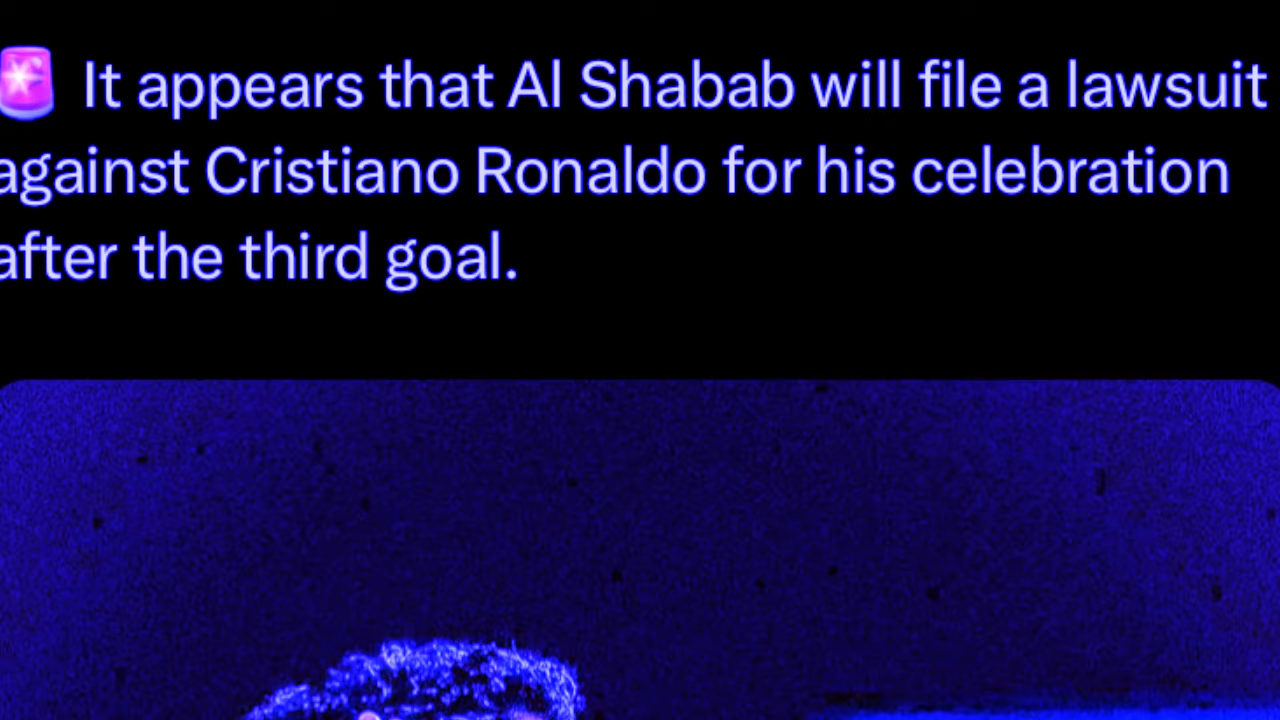 🚨 It appears that Al Shabab will file a lawsuit
against Cristiano Ronaldo for his celebration
after the third goal.